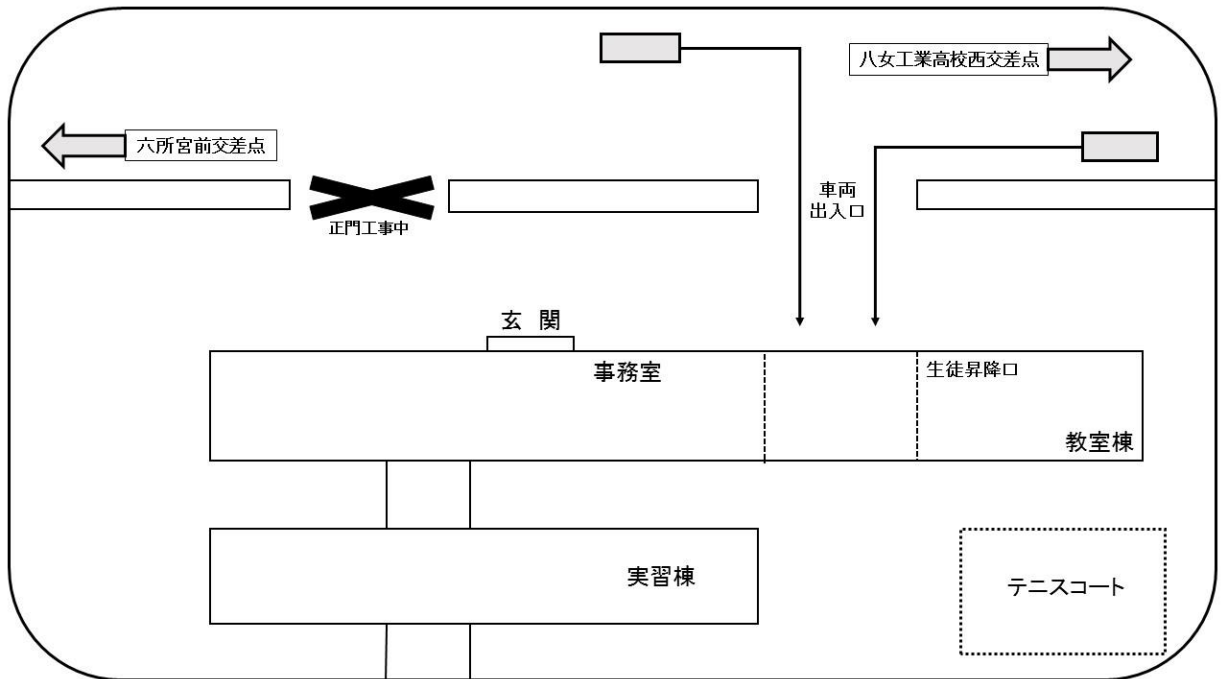 八女工業高校西交差点
六所宮前交差点
車両
出入口
正門工事中
玄 関
事務室
生徒昇降口
教室棟
実習棟
テニスコート